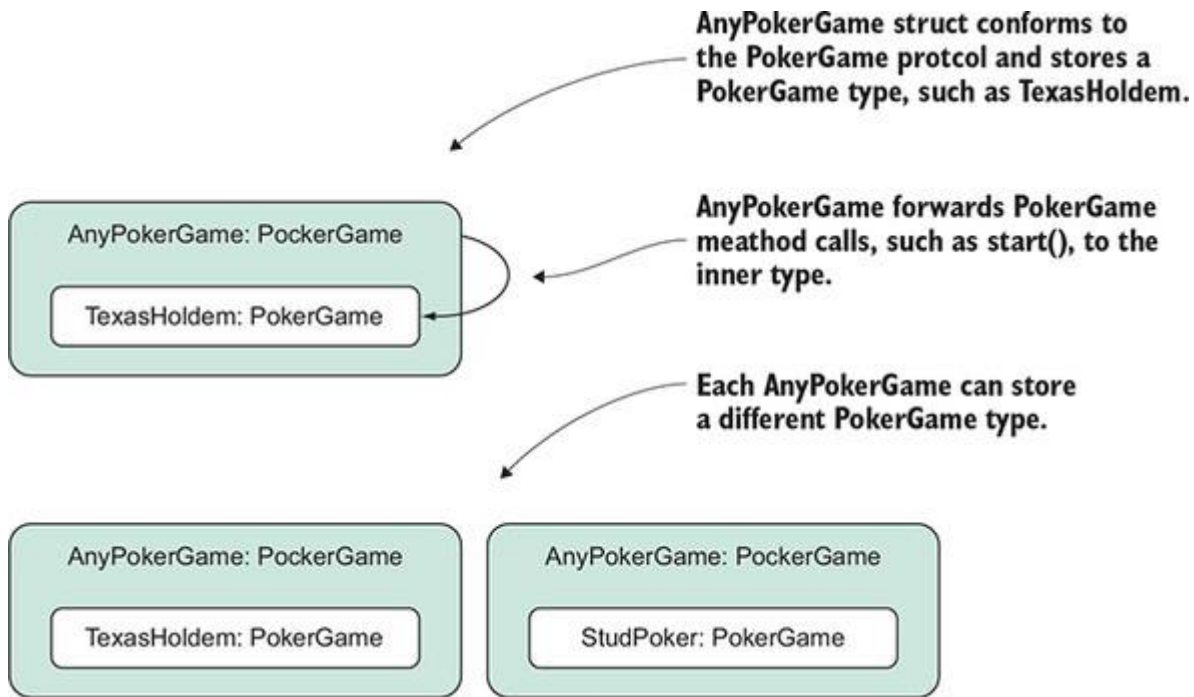 AnyPokerGame struct conforms to
the PokerGame protcol and stores a
PokerGame type, such as TexasHoldem.
AnyPokerGame: PockerGame
TexasHoldem: PokerGame
AnyPokerGame forwards PokerGame
meathod calls, such as start(), to the
inner type.
Each AnyPokerGame can store
a different PokerGame type.
AnyPokerGame: PockerGame
TexasHoldem: PokerGame
AnyPokerGame: PockerGame
StudPoker: PokerGame